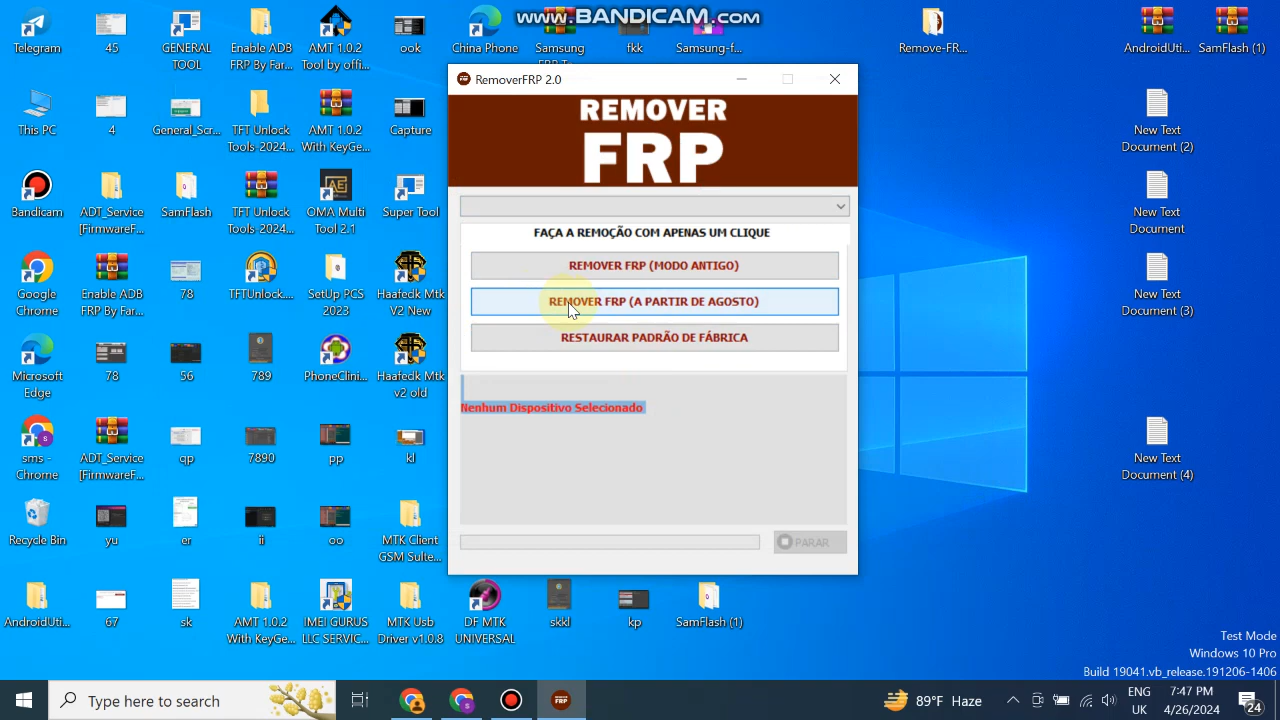 www.BANDICAM.com
Telegram
45
GENERAL
TOOL
Enable ADB
FRP By Far...
AMT 1.0.2
Tool by offi...
ook
China Phone
Samsung
fkk
Samsung-f...
Remove-FR...
AndroidUti...
SamFlash (1)
RemoverFRP 2.0
REMOVER
FRP
This PC
4
General_Scr...
TFT Unlock
Tools-2024...
AMT 1.0.2
With KeyGe...
Capture
New Text
Document (2)
Bandicam
ADT_Service
[FirmwareF...
SamFlash
TFT Unlock
Tools-2024...
OMA Multi
Tool 2.1
Super Tool
New Text
Document
FAÇA A REMOÇÃO COM APENAS UM CLIQUE
REMOVER FRP (MODO ANTIGO)
REMOVER FRP (A PARTIR DE AGOSTO)
RESTAURAR PADRÃO DE FÁBRICA
Nenhum Dispositivo Selecionado
PARAR
Google
Chrome
Enable ADB
FRP By Far...
78
TFTUnlock....
SetUp PCS
2023
Haafedk Mtk
V2 New
New Text
Document (3)
Microsoft
Edge
78
56
789
PhoneClini...
Haafedk Mtk
v2 old
sms -
Chrome
ADT_Service
[FirmwareF...
qp
7890
pp
kl
New Text
Document (4)
Recycle Bin
yu
er
ii
oo
MTK Client
GSM Sulte...
AndroidUti...
67
sk
AMT 1.0.2
With KeyGe...
IMEI GURUS
LLC SERVIC...
MTK Usb
Driver v1.0.8
DF MTK
UNIVERSAL
skkl
kp
SamFlash (1)
Test Mode
Windows 10 Pro
Build 19041.vb_release.191206-1406
Type here to search
89°F Haze
ENG
UK
7:47 PM
4/26/2024
24